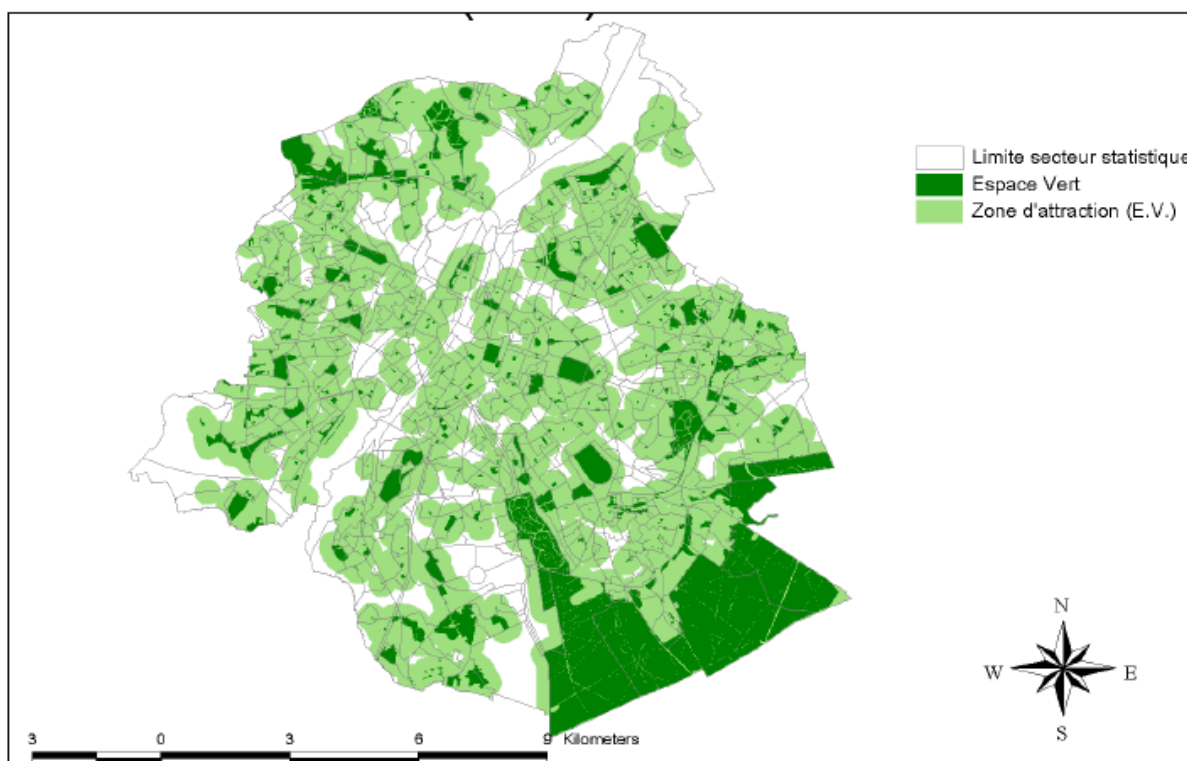 Limite secteur statistique
Espace Vert
Zone d'attraction (E.V.)
N
W E
S
3 0 3 6 9 Kilometers